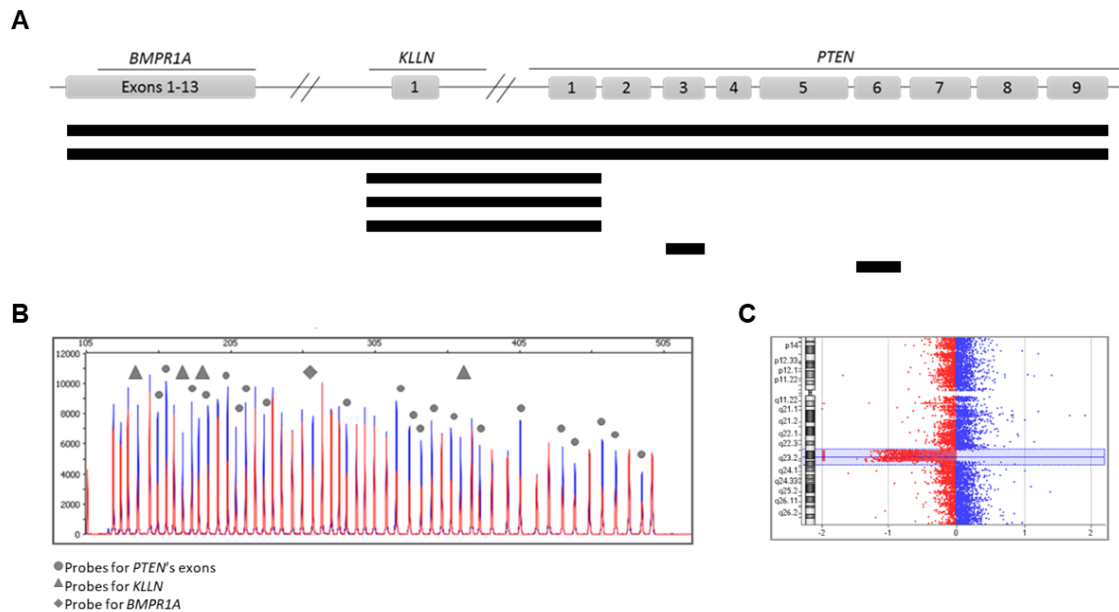 A
BMPR1A
KLLN
PTEN
Exons 1-13
1
1
2
3
4
5
6
7
8
9
B
105
205
305
405
505
12000
10000
8000
6000
4000
2000
0
Probes for PTEN's exons
Probes for KLLN
Probe for BMPR1A
C
p14
p12.33
p12.1
p11.22
q11.22
q21.1
q21.2
q22.1
q22.3
q23.2
q24.1
q24.33
q25.2
q26.11
q26.2
-2
-1
0
1
2